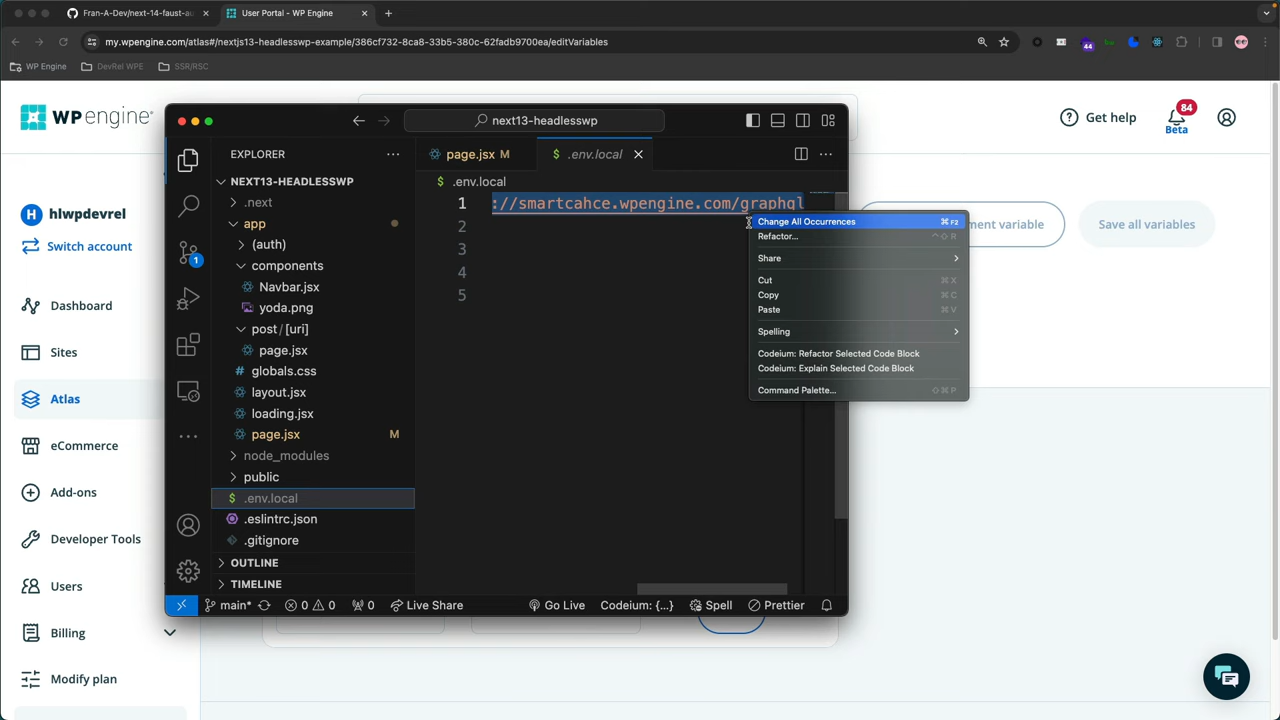 Fran-A-Dev/next-14-faust-au
User Portal - WP Engine
my.wpengine.com/atlas#/nextjs13-headlesswp-example/386cf732-8ca8-33b5-380c-62fadb9700ea/editVariables
44
WP Engine
DevRel WPE
SSR/RSC
WP engine
Get help
84
Beta
hlwpdevrel
Switch account
Dashboard
Sites
Atlas
eCommerce
Add-ons
Developer Tools
Users
Billing
Modify plan
ment variable
Save all variables
next13-headlesswp
EXPLORER
page.jsx M
.env.local
NEXT13-HEADLESSWP
.next
app
(auth)
components
Navbar.jsx
yoda.png
post / [uri]
page.jsx
globals.css
layout.jsx
loading.jsx
page.jsx M
node_modules
public
.env.local
.eslintrc.json
.gitignore
OUTLINE
TIMELINE
1
.env.local
1 ://smartcahce.wpengine.com/graphql
2
3
4
5
Change All Occurrences ⌘F2
Refactor... ⌃⇧R
Share
Cut ⌘X
Copy ⌘C
Paste ⌘V
Spelling
Codeium: Refactor Selected Code Block
Codeium: Explain Selected Code Block
Command Palette... ⇧⌘P
main* 0 0 0 Live Share Go Live Codeium: {...} Spell Prettier